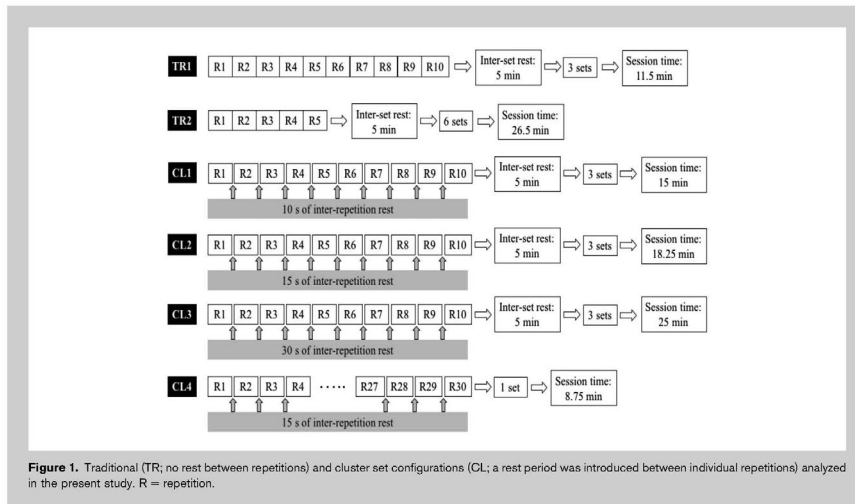 TR1 R1 R2 R3 R4 R5 R6 R7 R8 R9 R10 Inter-set rest: 5 min 3 sets Session time: 11.5 min
TR2 R1 R2 R3 R4 R5 Inter-set rest: 5 min 6 sets Session time: 26.5 min
CL1 R1 R2 R3 R4 R5 R6 R7 R8 R9 R10 Inter-set rest: 5 min 3 sets Session time: 15 min
10 s of inter-repetition rest
CL2 R1 R2 R3 R4 R5 R6 R7 R8 R9 R10 Inter-set rest: 5 min 3 sets Session time: 18.25 min
15 s of inter-repetition rest
CL3 R1 R2 R3 R4 R5 R6 R7 R8 R9 R10 Inter-set rest: 5 min 3 sets Session time: 25 min
30 s of inter-repetition rest
CL4 R1 R2 R3 R4 ..... R27 R28 R29 R30 1 set Session time: 8.75 min
15 s of inter-repetition rest
Figure 1. Traditional (TR; no rest between repetitions) and cluster set configurations (CL; a rest period was introduced between individual repetitions) analyzed
in the present study. R = repetition.